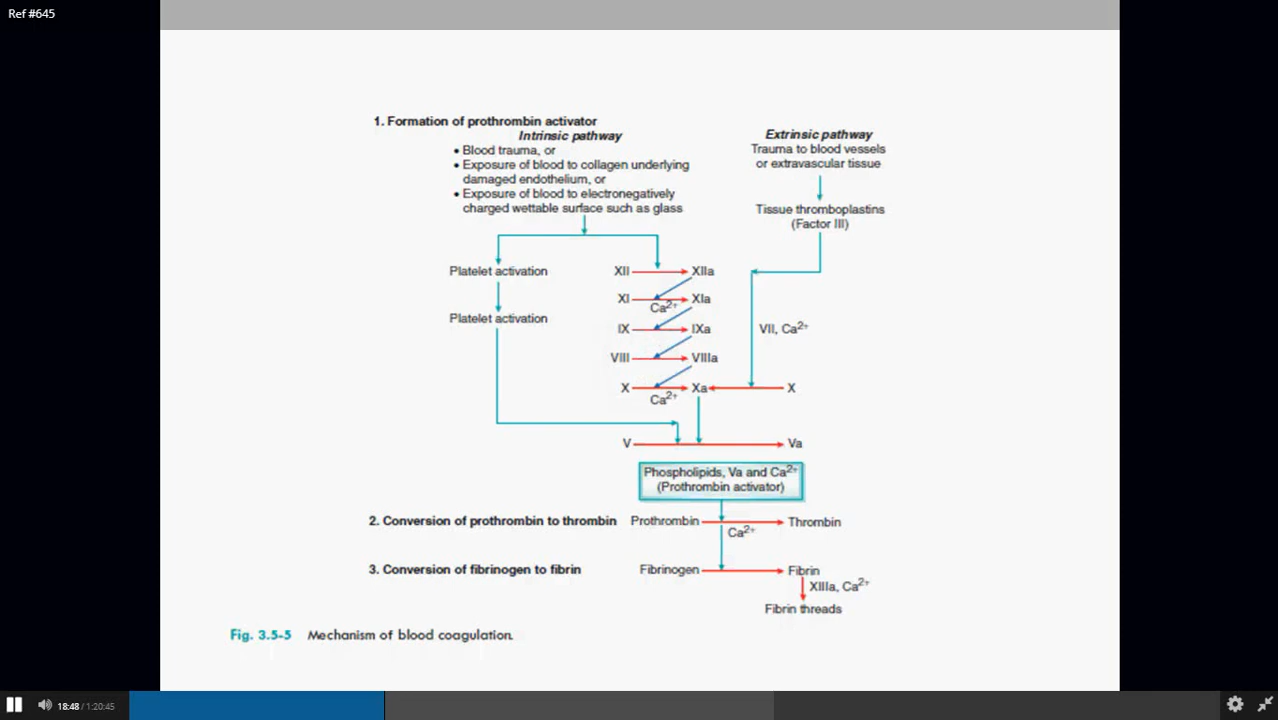 Ref #645
1. Formation of prothrombin activator
Intrinsic pathway
• Blood trauma, or
• Exposure of blood to collagen underlying
damaged endothelium, or
• Exposure of blood to electronegatively
charged wettable surface such as glass
Extrinsic pathway
Trauma to blood vessels
or extravascular tissue
Tissue thromboplastins
(Factor III)
Platelet activation
XII XIIa
XI XIa
Ca2+
Platelet activation
IX IXa
VII, Ca2+
VIII VIIIa
X Xa X
Ca2+
V Va
Phospholipids, Va and Ca2+
(Prothrombin activator)
2. Conversion of prothrombin to thrombin Prothrombin Thrombin
Ca2+
3. Conversion of fibrinogen to fibrin Fibrinogen Fibrin
XIIIa, Ca2+
Fibrin threads
Fig. 3.5-5 Mechanism of blood coagulation.
18:48 / 1:20:45